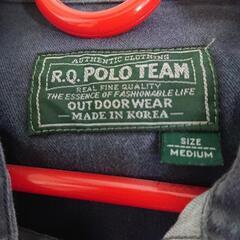 AUTHENTIC CLOTHING
R.Q. POLO TEAM
REAL FINE QUALITY
THE ESSENCE OF FASHIONABLE LIFE
OUTDOOR WEAR
MADE IN KOREA
SIZE
MEDIUM